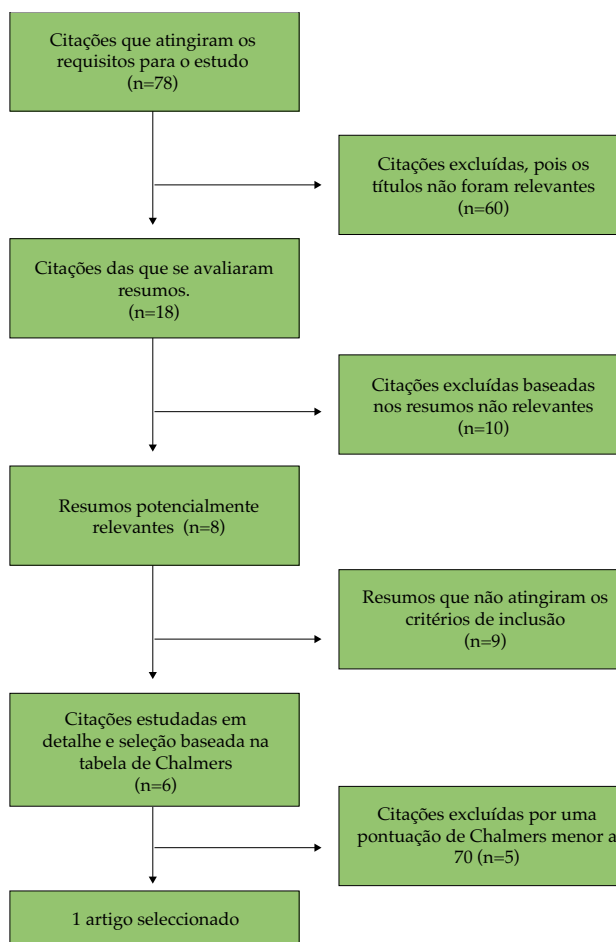 Citações que atingiram os
requisitos para o estudo
(n=78)
Citações excluídas, pois os
títulos não foram relevantes
(n=60)
Citações das que se avaliaram
resumos.
(n=18)
Citações excluídas baseadas
nos resumos não relevantes
(n=10)
Resumos potencialmente
relevantes (n=8)
Resumos que não atingiram os
critérios de inclusão
(n=9)
Citações estudadas em
detalhe e seleção baseada na
tabela de Chalmers
(n=6)
Citações excluídas por uma
pontuação de Chalmers menor a
70 (n=5)
1 artigo seleccionado